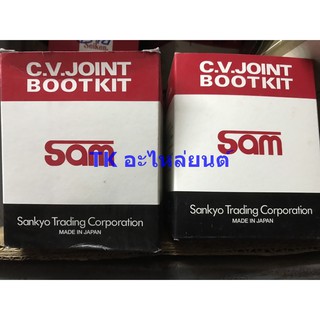 C.V.JOINT
BOOTKIT
sam
Sankyo Trading Corporation
MADE IN JAPAN
C.V.JOINT
BOOTKIT
sam
Sankyo Trading Corporation
MADE IN JAPAN
TK อะไหล่ยนต์